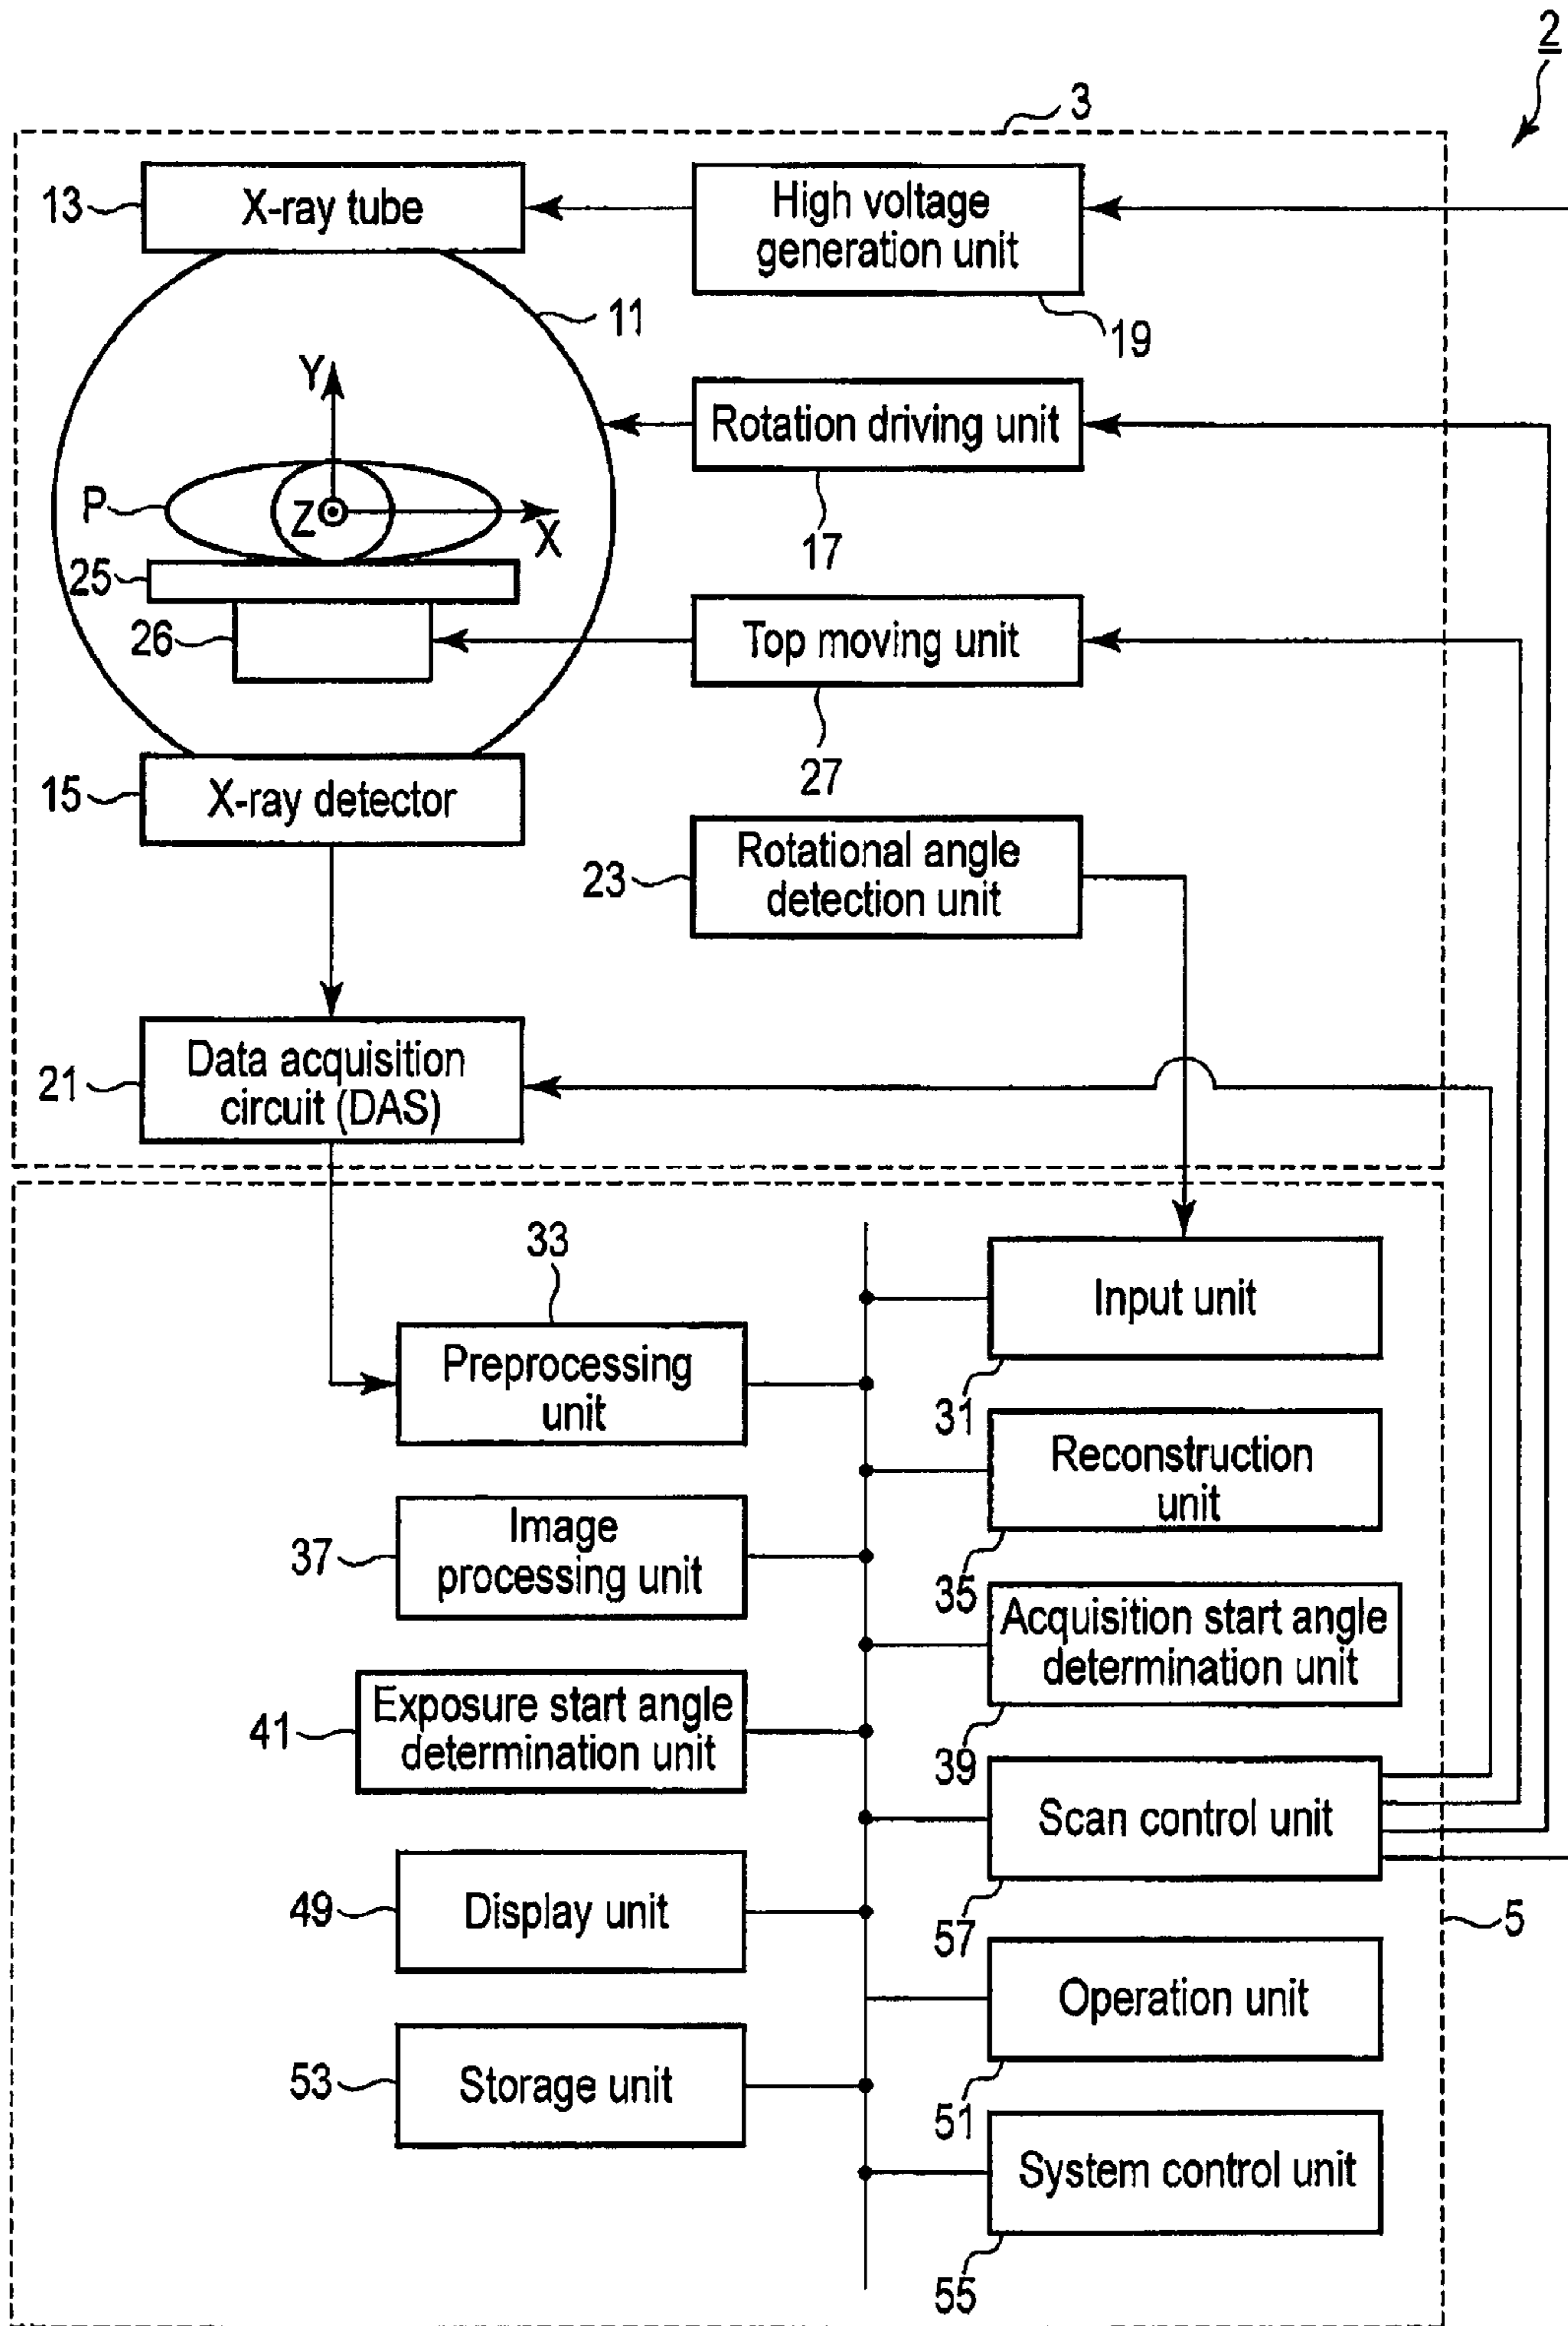 2
3
13
X-ray tube
High voltage
generation unit
11
19
Y
Rotation driving unit
P
Z
X
17
25
26
Top moving unit
27
15
X-ray detector
23
Rotational angle
detection unit
21
Data acquisition
circuit (DAS)
33
Input unit
Preprocessing
unit
31
Reconstruction
unit
37
Image
processing unit
35
Acquisition start angle
determination unit
41
Exposure start angle
determination unit
39
Scan control unit
49
Display unit
57
5
Operation unit
53
Storage unit
51
System control unit
55